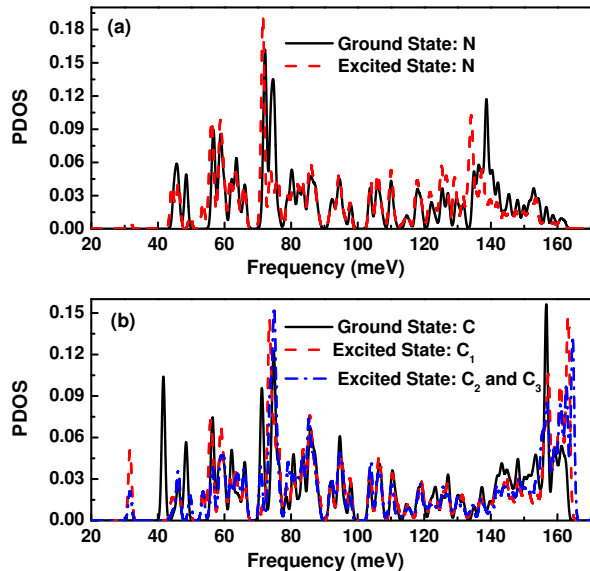 (a)
Ground State: N
Excited State: N
PDOS
0.18
0.15
0.12
0.09
0.06
0.03
0.00
20 40 60 80 100 120 140 160
Frequency (meV)
(b)
Ground State: C
Excited State: C1
Excited State: C2 and C3
PDOS
0.15
0.12
0.09
0.06
0.03
0.00
20 40 60 80 100 120 140 160
Frequency (meV)